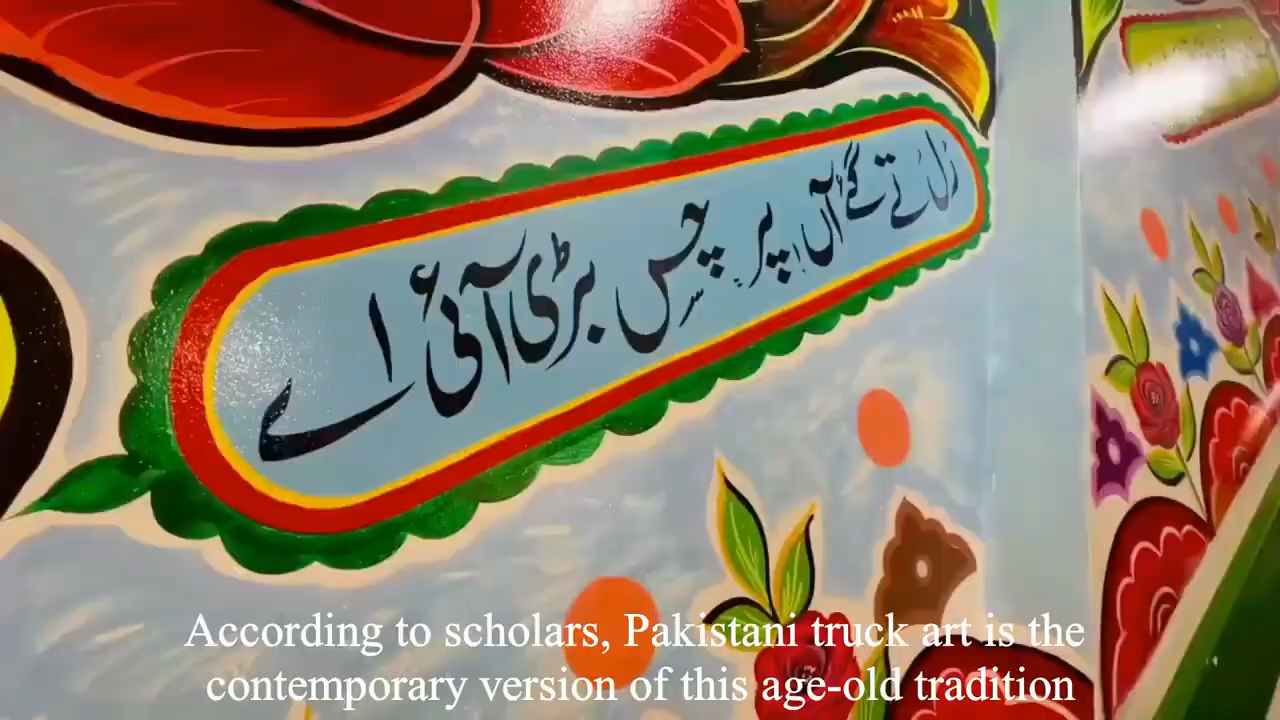 رُل تے گئے آں پر چس بڑی آئی اے
According to scholars, Pakistani truck art is the
contemporary version of this age-old tradition